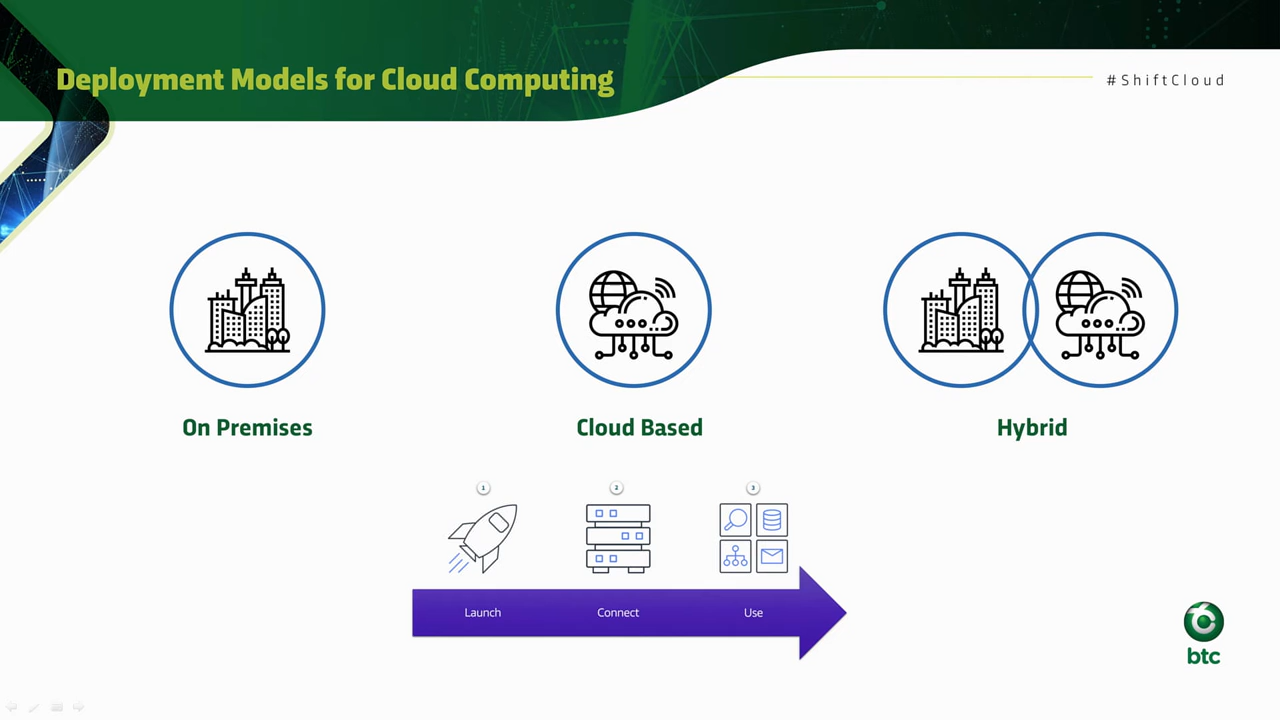 Deployment Models for Cloud Computing
#ShiftCloud
On Premises
Cloud Based
Hybrid
1
2
3
Launch
Connect
Use
btc